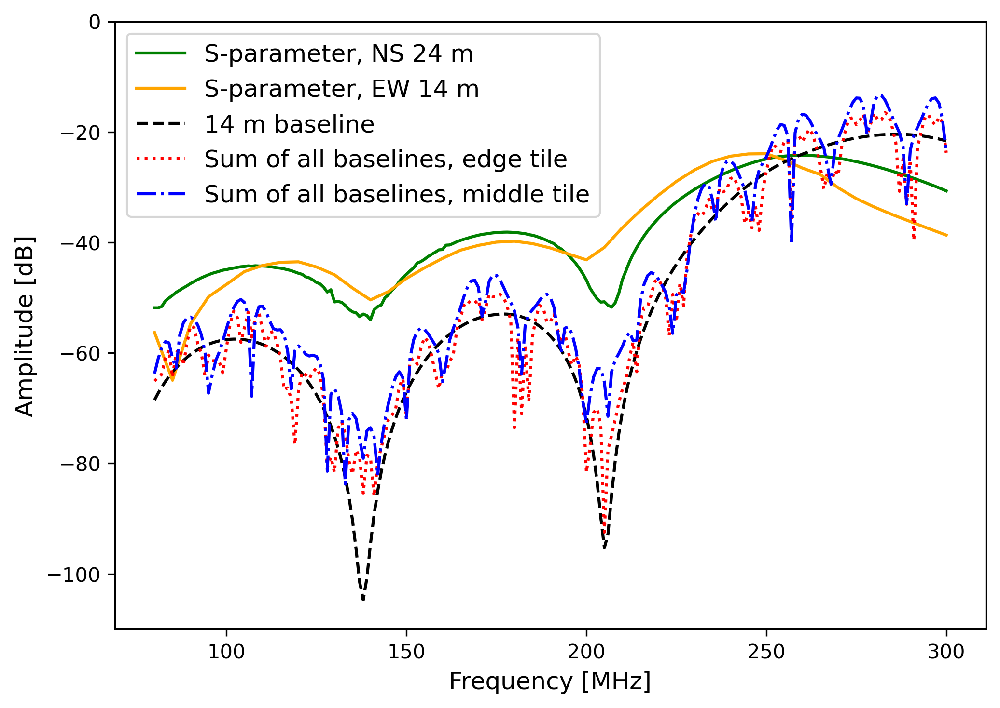 S-parameter, NS 24 m
S-parameter, EW 14 m
14 m baseline
Sum of all baselines, edge tile
Sum of all baselines, middle tile
Amplitude [dB]
0
−20
−40
−60
−80
−100
100 150 200 250 300
Frequency [MHz]